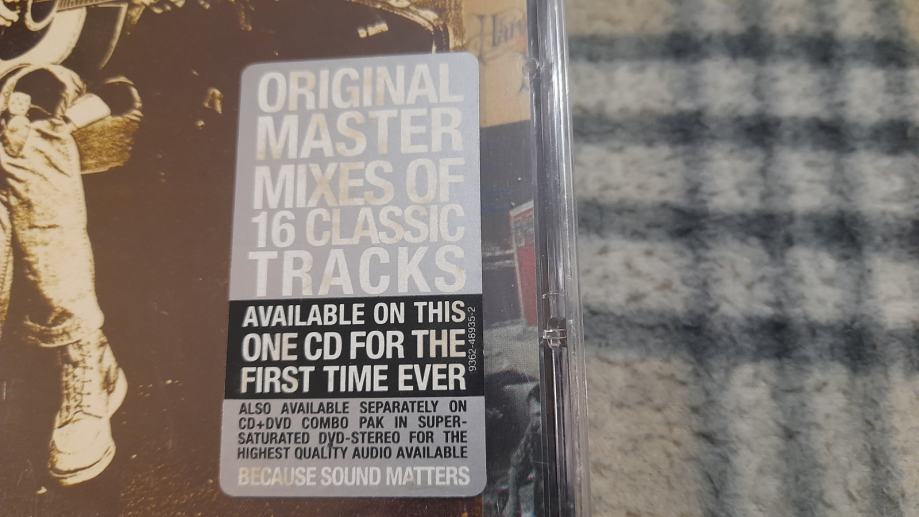 ORIGINAL
MASTER
MIXES OF
16 CLASSIC
TRACKS
AVAILABLE ON THIS
ONE CD FOR THE
FIRST TIME EVER
9362-48935-2
ALSO AVAILABLE SEPARATELY ON
CD+DVD COMBO PAK IN SUPER-
SATURATED DVD-STEREO FOR THE
HIGHEST QUALITY AUDIO AVAILABLE
BECAUSE SOUND MATTERS